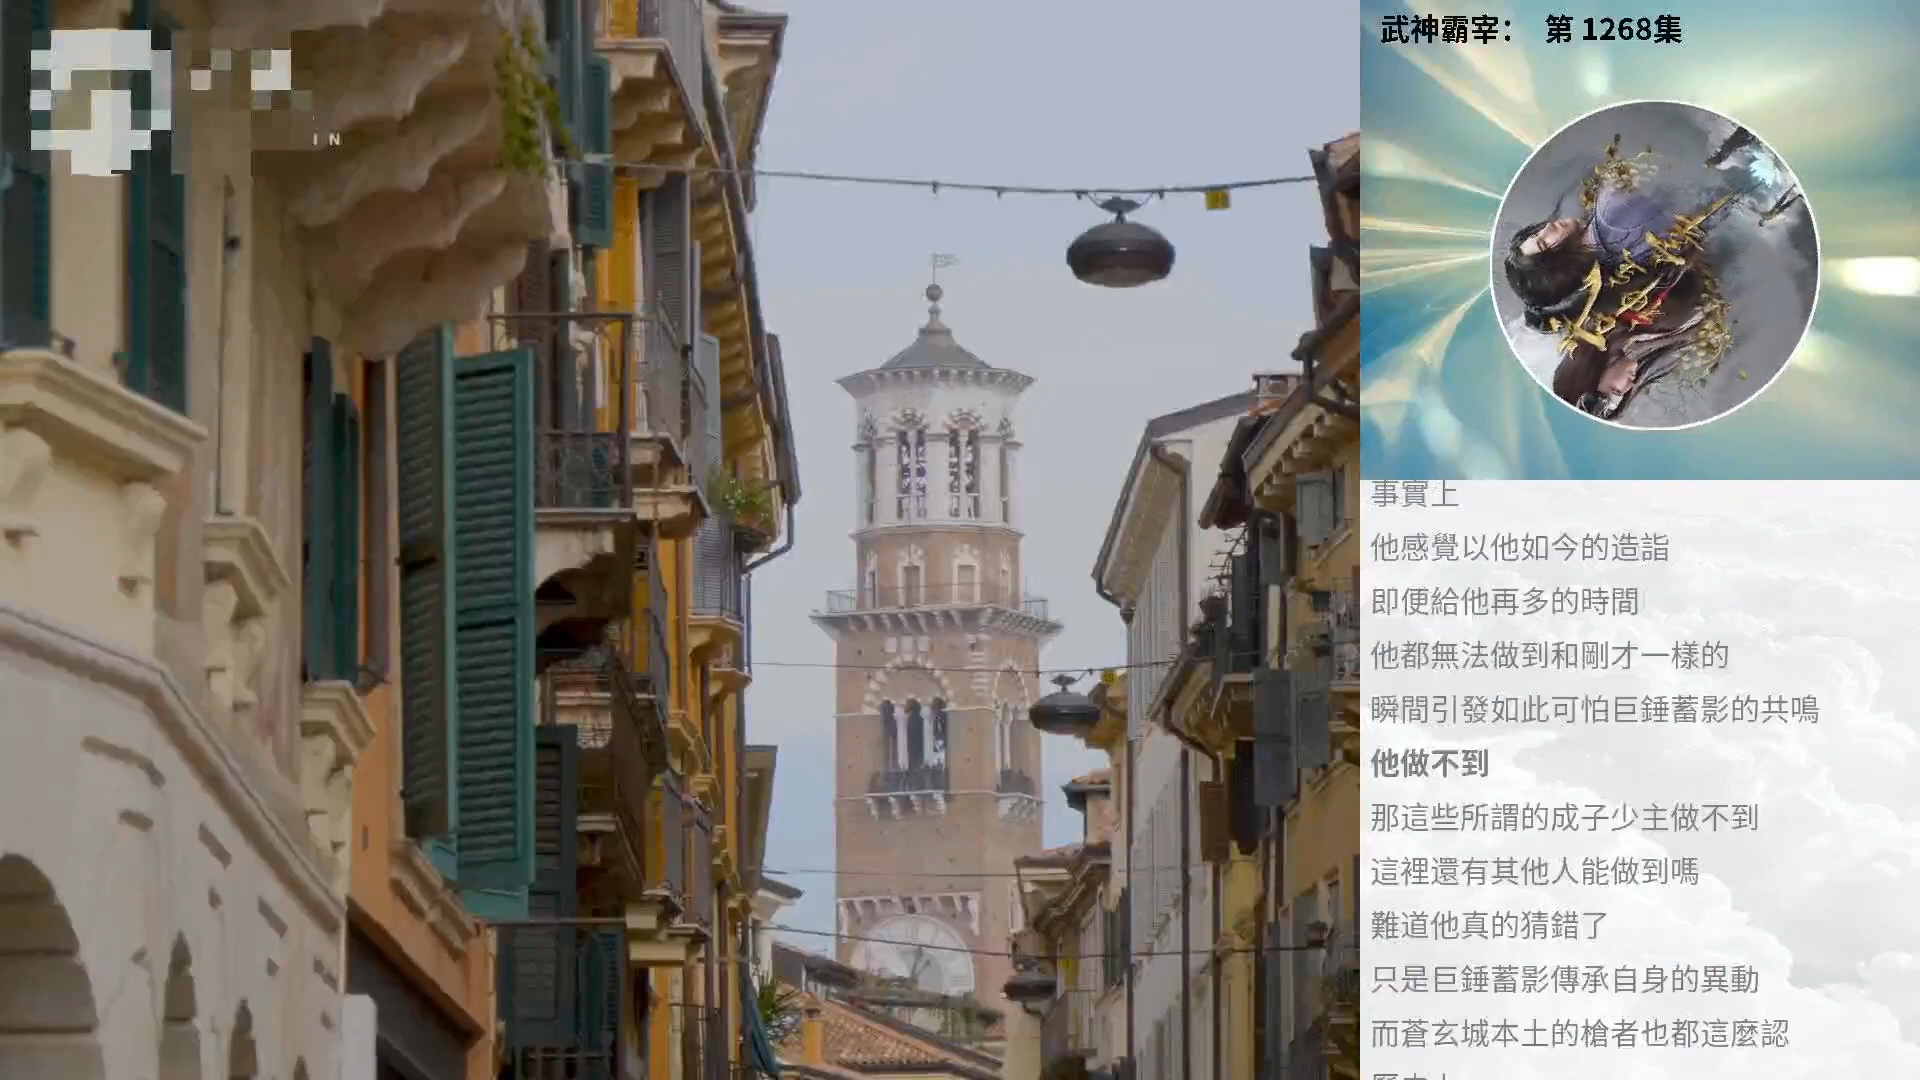 IN
武神霸宰： 第 1268集
事實上
他感覺以他如今的造詣
即便給他再多的時間
他都無法做到和剛才一樣的
瞬間引發如此可怕巨錘蓄影的共鳴
他做不到
那這些所謂的成子少主做不到
這裡還有其他人能做到嗎
難道他真的猜錯了
只是巨錘蓄影傳承自身的異動
而蒼玄城本土的槍者也都這麼認